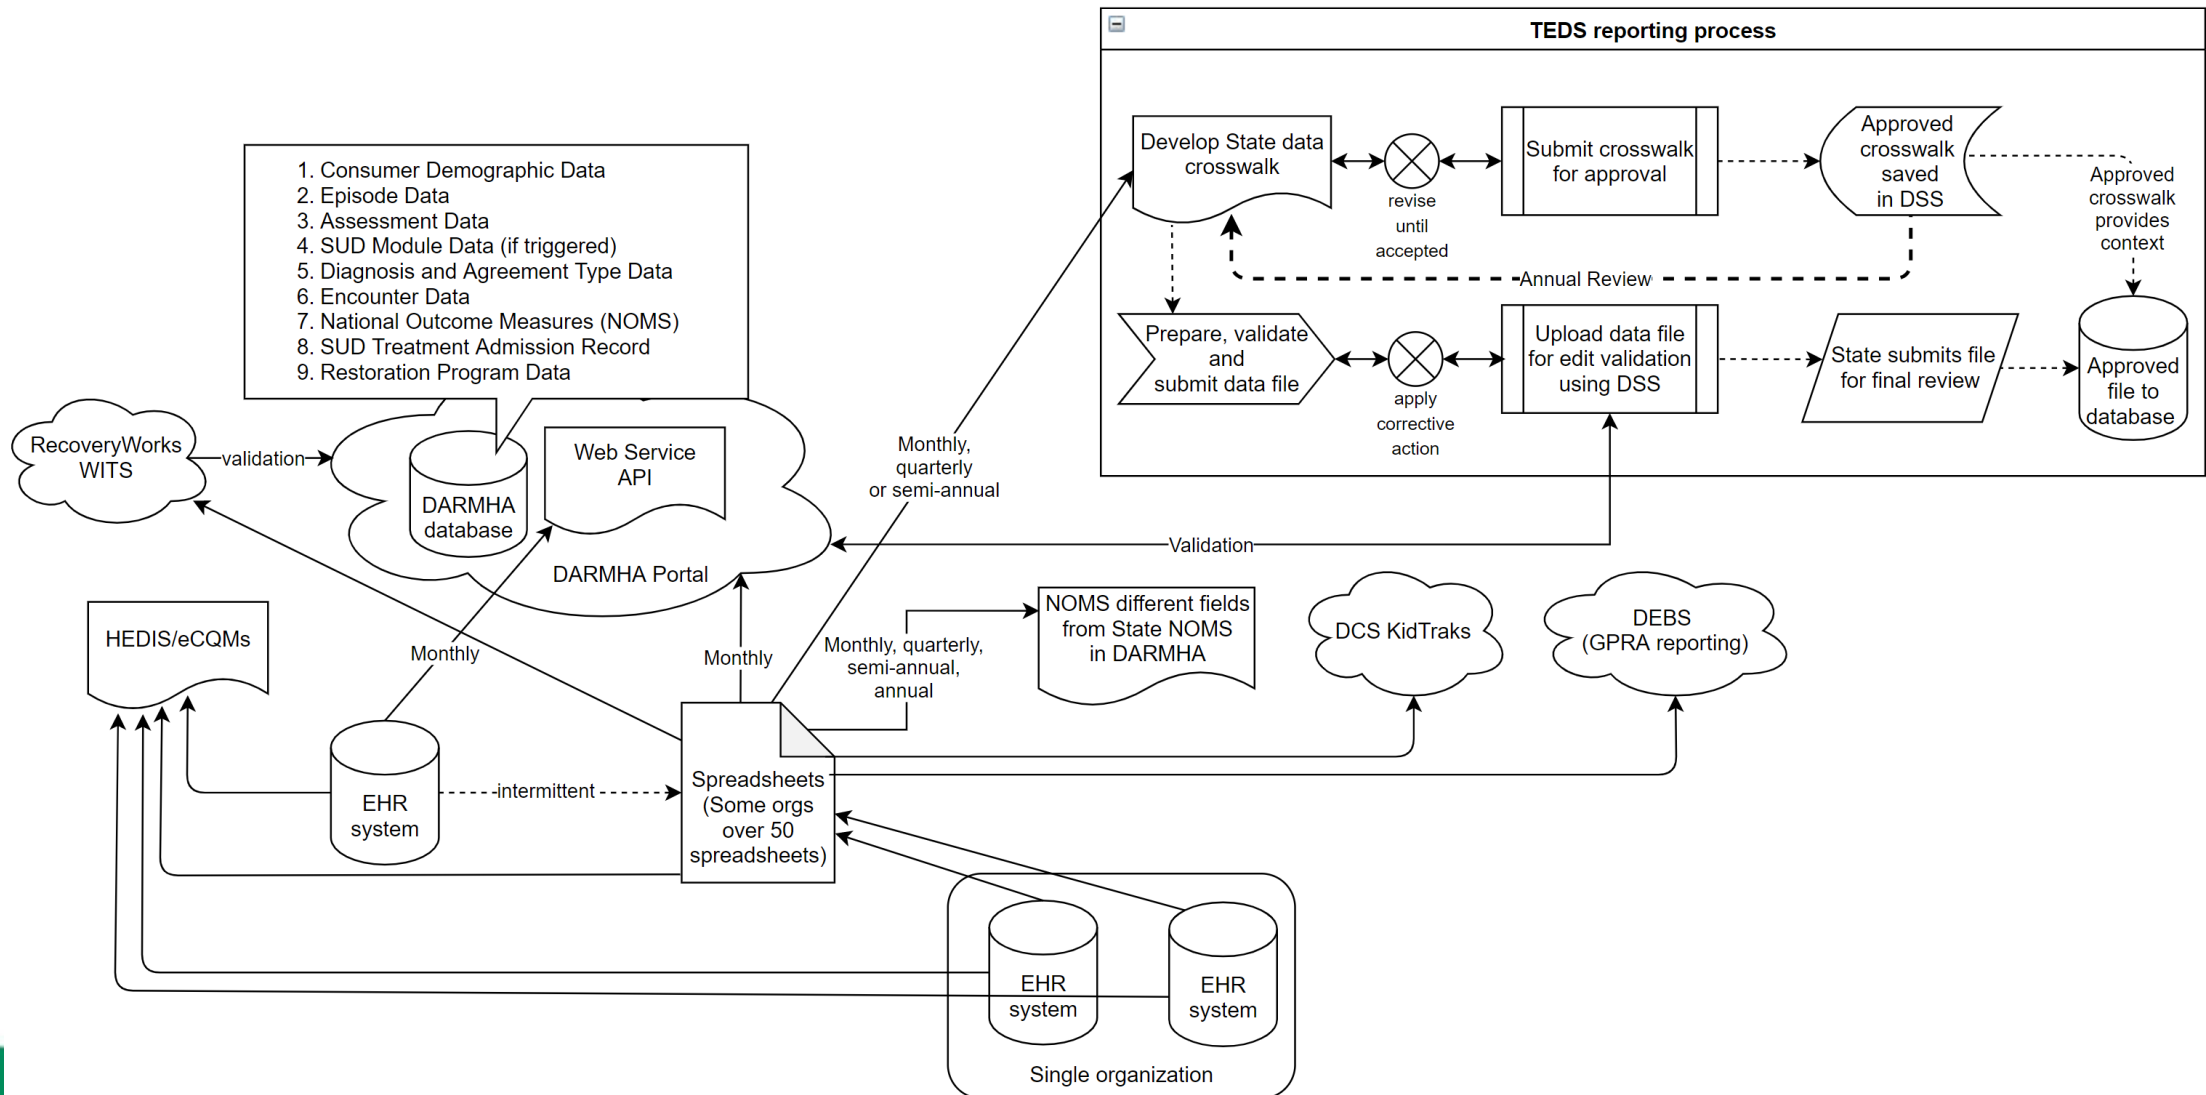 TEDS reporting process
Develop State data
crosswalk
revise
until
accepted
Submit crosswalk
for approval
Approved
crosswalk
saved
in DSS
Approved
crosswalk
provides
context
Annual Review
Prepare, validate
and
submit data file
apply
corrective
action
Upload data file
for edit validation
using DSS
State submits file
for final review
Approved
file to
database
1. Consumer Demographic Data
2. Episode Data
3. Assessment Data
4. SUD Module Data (if triggered)
5. Diagnosis and Agreement Type Data
6. Encounter Data
7. National Outcome Measures (NOMS)
8. SUD Treatment Admission Record
9. Restoration Program Data
RecoveryWorks
WITS
validation
DARMHA
database
Web Service
API
DARMHA Portal
Monthly,
quarterly
or semi-annual
Validation
HEDIS/eCQMs
Monthly
Monthly
Monthly, quarterly,
semi-annual,
annual
NOMS different fields
from State NOMS
in DARMHA
DCS KidTraks
DEBS
(GPRA reporting)
EHR
system
intermittent
Spreadsheets
(Some orgs
over 50
spreadsheets)
EHR
system
EHR
system
Single organization